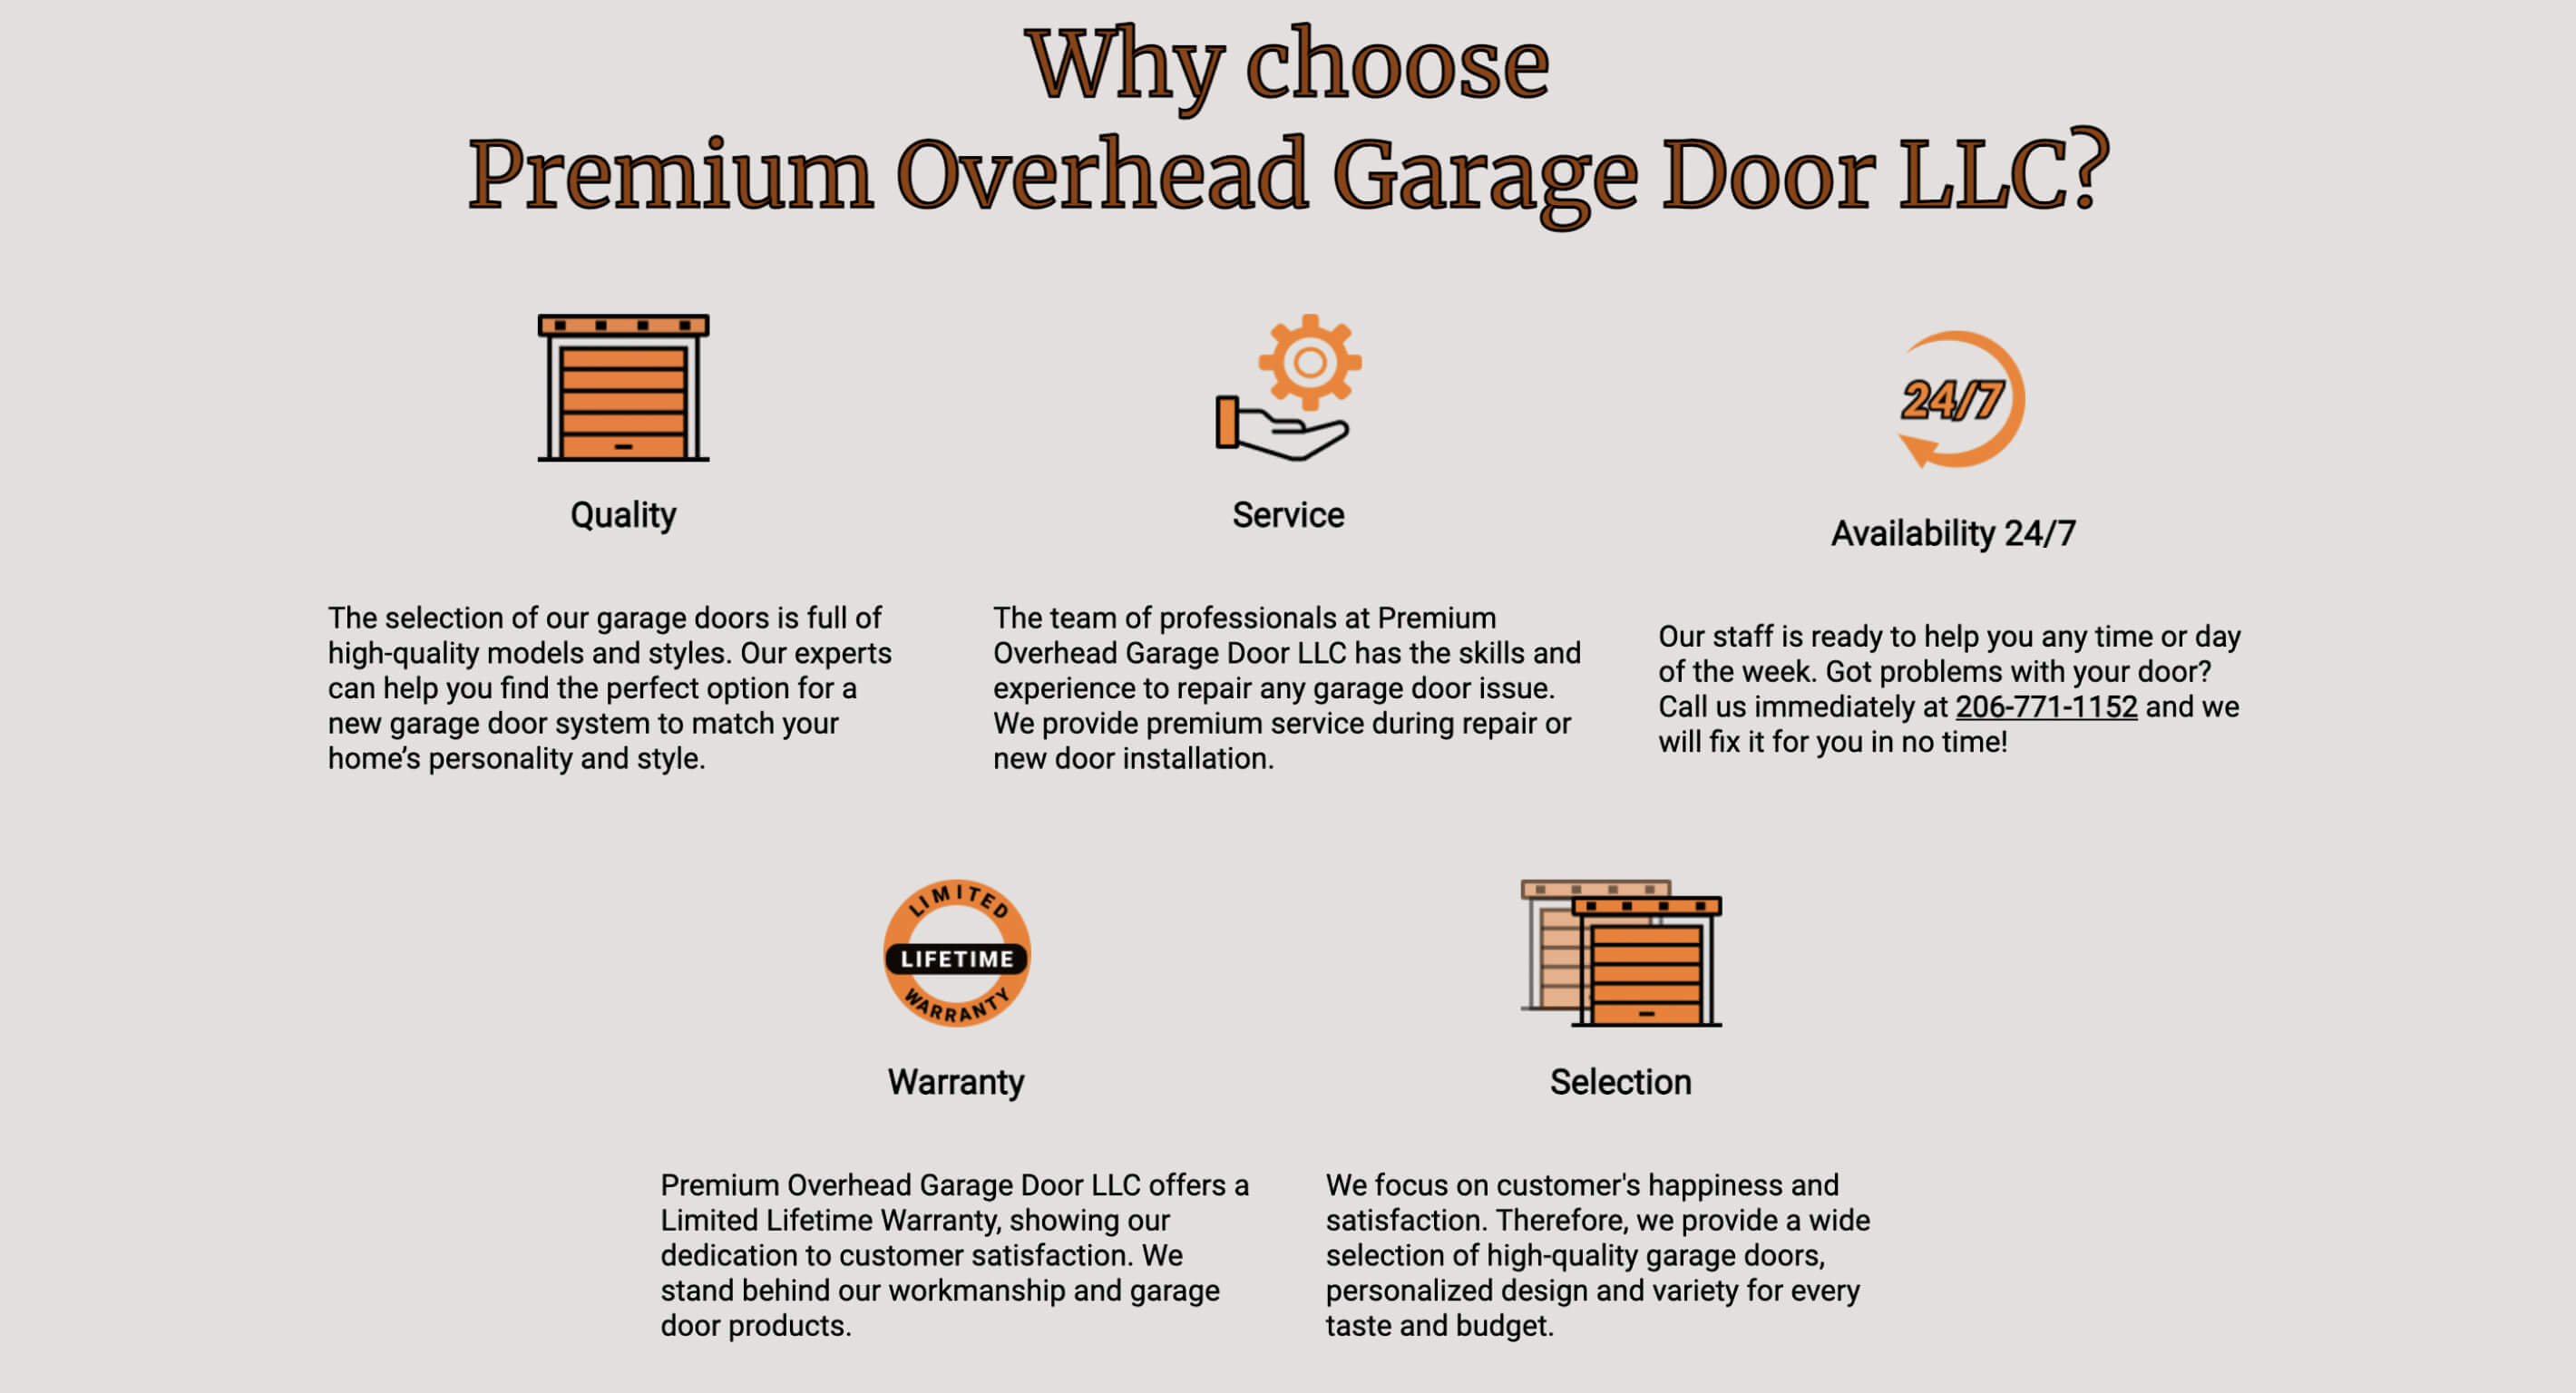 Why choose
Premium Overhead Garage Door LLC?
Quality
The selection of our garage doors is full of
high-quality models and styles. Our experts
can help you find the perfect option for a
new garage door system to match your
home’s personality and style.
Service
The team of professionals at Premium
Overhead Garage Door LLC has the skills and
experience to repair any garage door issue.
We provide premium service during repair or
new door installation.
24/7
Availability 24/7
Our staff is ready to help you any time or day
of the week. Got problems with your door?
Call us immediately at 206-771-1152 and we
will fix it for you in no time!
LIMITED
LIFETIME
WARRANTY
Warranty
Premium Overhead Garage Door LLC offers a
Limited Lifetime Warranty, showing our
dedication to customer satisfaction. We
stand behind our workmanship and garage
door products.
Selection
We focus on customer's happiness and
satisfaction. Therefore, we provide a wide
selection of high-quality garage doors,
personalized design and variety for every
taste and budget.